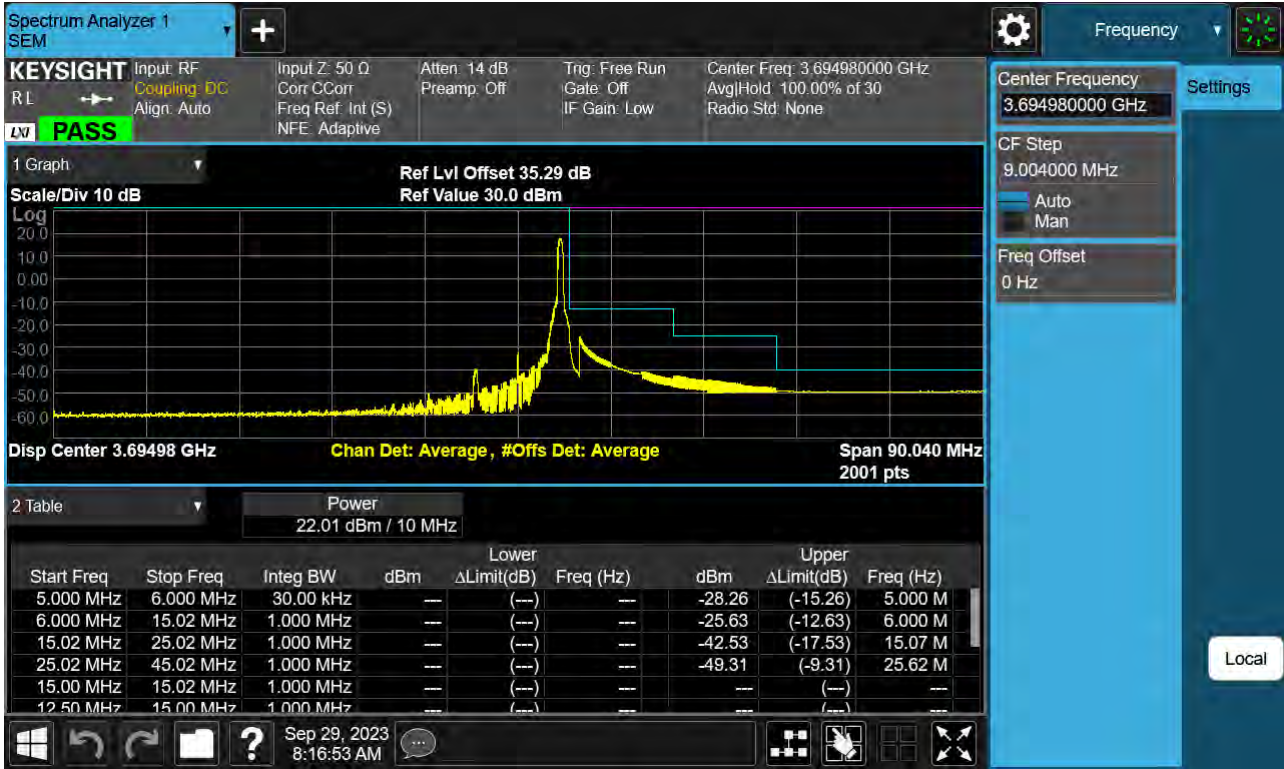 Spectrum Analyzer 1
SEM
Frequency
KEYSIGHT
Input: RF
Input Z: 50 Ω
Atten: 14 dB
Trig: Free Run
Center Freq: 3.694980000 GHz
RL
Coupling: DC
Corr CCorr
Preamp: Off
Gate: Off
Avg|Hold: 100.00% of 30
Align: Auto
Freq Ref: Int (S)
IF Gain: Low
Radio Std: None
LXI
PASS
NFE: Adaptive
Center Frequency
3.694980000 GHz
Settings
CF Step
9.004000 MHz
Auto
Man
Freq Offset
0 Hz
Local
1 Graph
Ref Lvl Offset 35.29 dB
Scale/Div 10 dB
Ref Value 30.0 dBm
Log
20.0
10.0
0.00
-10.0
-20.0
-30.0
-40.0
-50.0
-60.0
Disp Center 3.69498 GHz
Chan Det: Average, #Offs Det: Average
Span 90.040 MHz
2001 pts
2 Table
Power
22.01 dBm / 10 MHz
Lower Upper
Start Freq Stop Freq Integ BW dBm ΔLimit(dB) Freq (Hz) dBm ΔLimit(dB) Freq (Hz)
5.000 MHz 6.000 MHz 30.00 kHz --- (---) --- -28.26 (-15.26) 5.000 M
6.000 MHz 15.02 MHz 1.000 MHz --- (---) --- -25.63 (-12.63) 6.000 M
15.02 MHz 25.02 MHz 1.000 MHz --- (---) --- -42.53 (-17.53) 15.07 M
25.02 MHz 45.02 MHz 1.000 MHz --- (---) --- -49.31 (-9.31) 25.62 M
15.00 MHz 15.02 MHz 1.000 MHz --- (---) --- --- (---) ---
12.50 MHz 15.00 MHz 1.000 MHz --- (---) --- --- (---) ---
Sep 29, 2023
8:16:53 AM